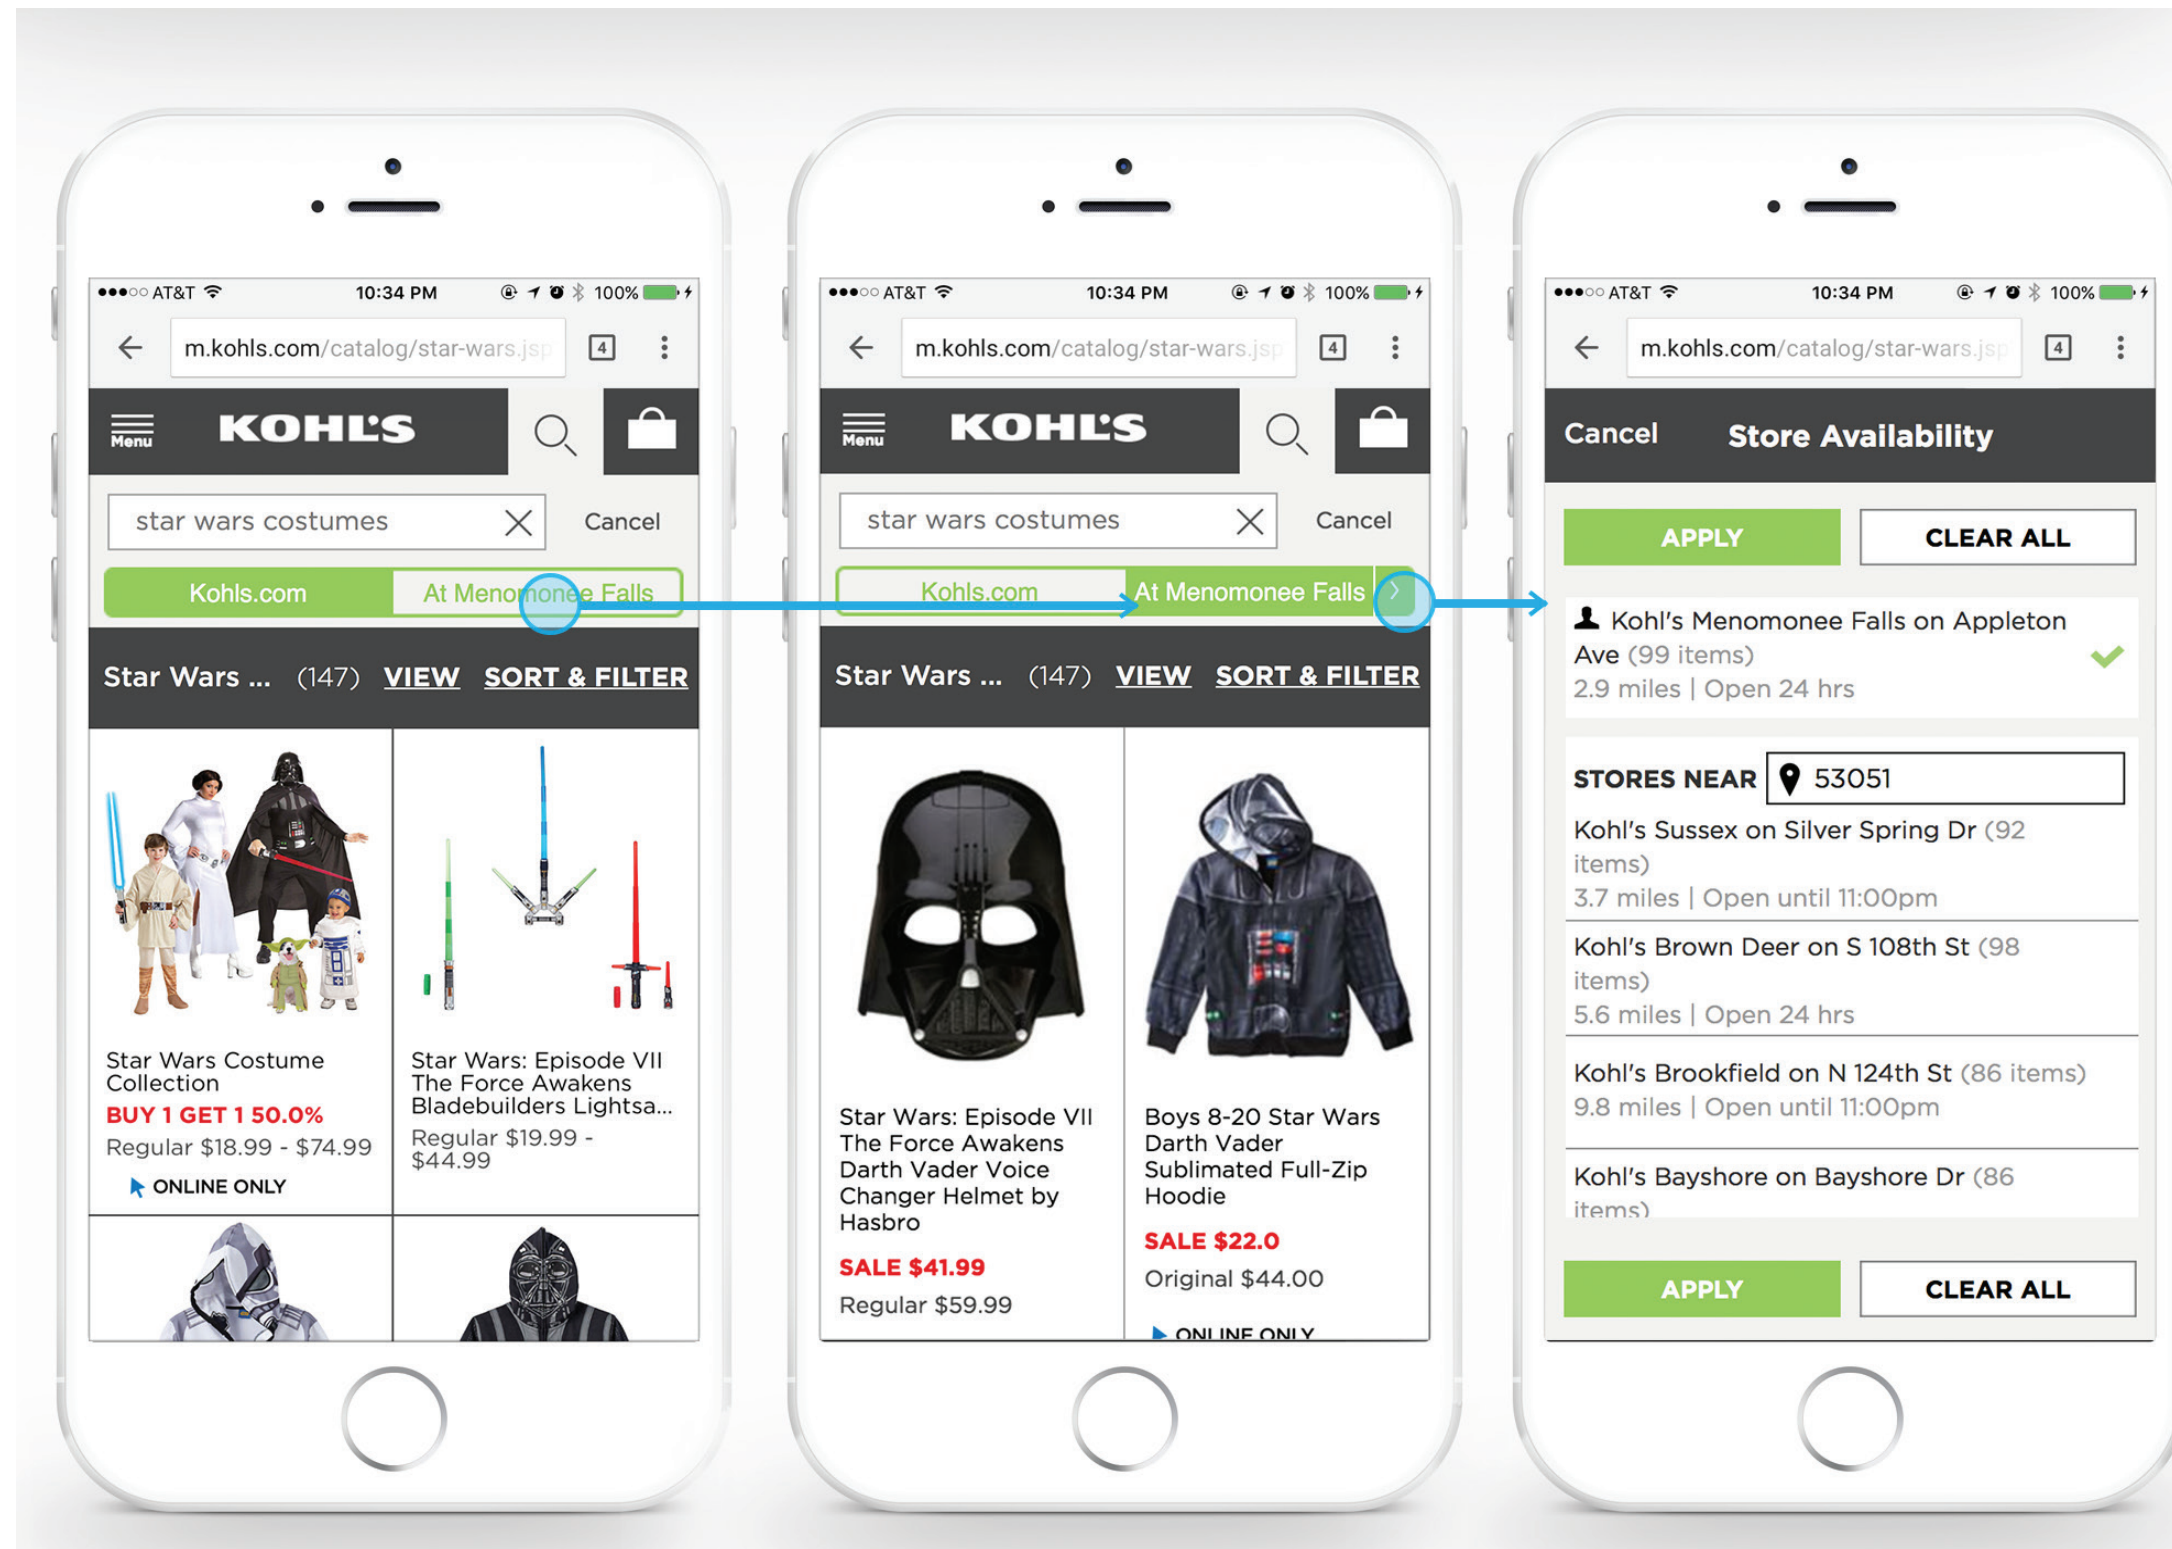 AT&T 10:34 PM 100%
m.kohls.com/catalog/star-wars.jsp 4
Menu KOHL'S
star wars costumes Cancel
Kohls.com At Menomonee Falls
Star Wars ... (147) VIEW SORT & FILTER
Star Wars Costume
Collection
BUY 1 GET 1 50.0%
Regular $18.99 - $74.99
ONLINE ONLY
Star Wars: Episode VII
The Force Awakens
Bladebuilders Lightsa...
Regular $19.99 -
$44.99
AT&T 10:34 PM 100%
m.kohls.com/catalog/star-wars.jsp 4
Menu KOHL'S
star wars costumes Cancel
Kohls.com At Menomonee Falls
Star Wars ... (147) VIEW SORT & FILTER
Star Wars: Episode VII
The Force Awakens
Darth Vader Voice
Changer Helmet by
Hasbro
SALE $41.99
Regular $59.99
Boys 8-20 Star Wars
Darth Vader
Sublimated Full-Zip
Hoodie
SALE $22.0
Original $44.00
ONLINE ONLY
AT&T 10:34 PM 100%
m.kohls.com/catalog/star-wars.jsp 4
Cancel Store Availability
APPLY CLEAR ALL
Kohl's Menomonee Falls on Appleton
Ave (99 items)
2.9 miles | Open 24 hrs
STORES NEAR 53051
Kohl's Sussex on Silver Spring Dr (92
items)
3.7 miles | Open until 11:00pm
Kohl's Brown Deer on S 108th St (98
items)
5.6 miles | Open 24 hrs
Kohl's Brookfield on N 124th St (86 items)
9.8 miles | Open until 11:00pm
Kohl's Bayshore on Bayshore Dr (86
items)
APPLY CLEAR ALL